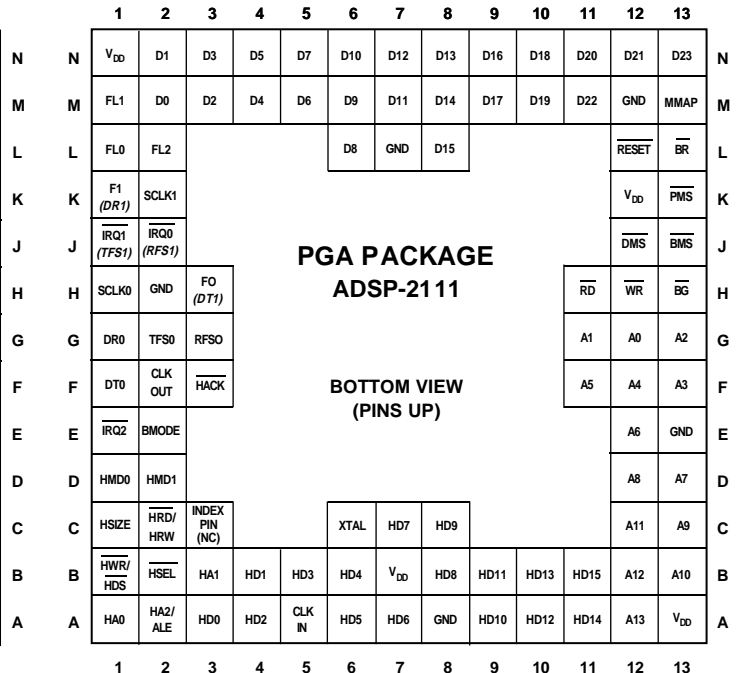 1 2 3 4 5 6 7 8 9 10 11 12 13
N N VDD D1 D3 D5 D7 D10 D12 D13 D16 D18 D20 D21 D23 N
M M FL1 D0 D2 D4 D6 D9 D11 D14 D17 D19 D22 GND MMAP M
L L FL0 FL2 D8 GND D15 RESET BR L
K K F1 (DR1) SCLK1 VDD PMS K
J J IRQ1 (TFS1) IRQ0 (RFS1) DMS BMS J
PGA PACKAGE
H H SCLK0 GND FO (DT1) ADSP-2111 RD WR BG H
G G DR0 TFS0 RFSO A1 A0 A2 G
F F DT0 CLK OUT HACK BOTTOM VIEW A5 A4 A3 F
(PINS UP)
E E IRQ2 BMODE A6 GND E
D D HMD0 HMD1 A8 A7 D
C C HSIZE HRD/ HRW INDEX PIN (NC) XTAL HD7 HD9 A11 A9 C
B B HWR/ HDS HSEL HA1 HD1 HD3 HD4 VDD HD8 HD11 HD13 HD15 A12 A10 B
A A HA0 HA2/ ALE HD0 HD2 CLK IN HD5 HD6 GND HD10 HD12 HD14 A13 VDD A
1 2 3 4 5 6 7 8 9 10 11 12 13